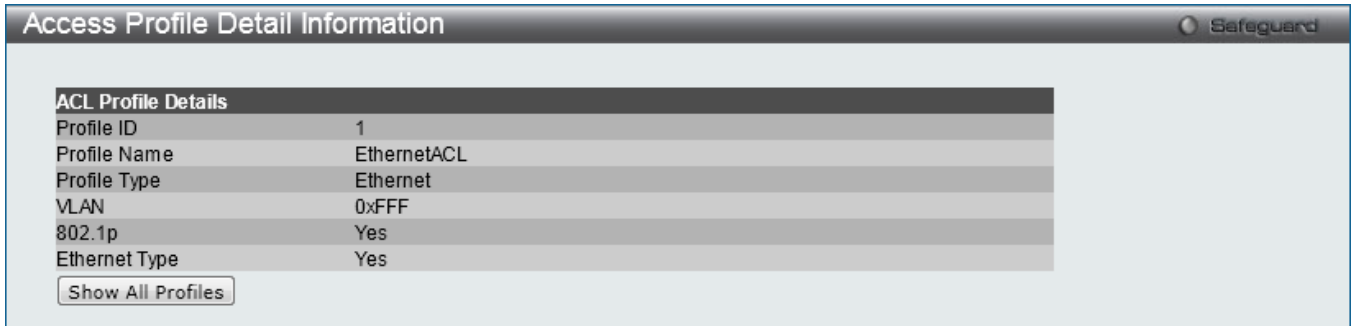 Access Profile Detail Information
Safeguard
ACL Profile Details
Profile ID 1
Profile Name EthernetACL
Profile Type Ethernet
VLAN 0xFFF
802.1p Yes
Ethernet Type Yes
Show All Profiles